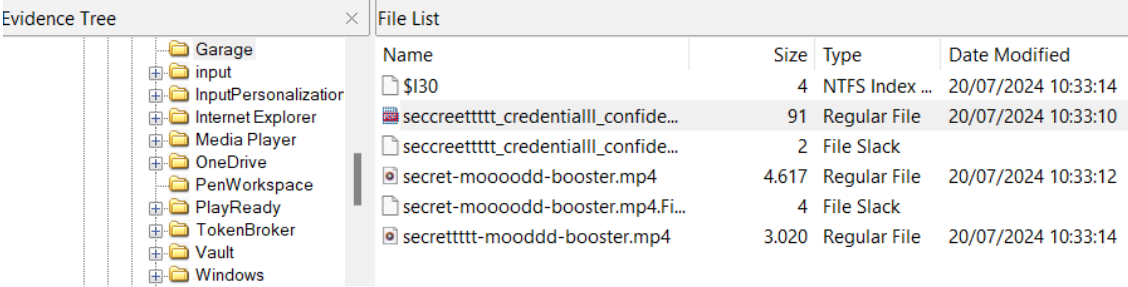 Evidence Tree
Garage
input
InputPersonalization
Internet Explorer
Media Player
OneDrive
PenWorkspace
PlayReady
TokenBroker
Vault
Windows
File List
Name Size Type Date Modified
$I30 4 NTFS Index ... 20/07/2024 10:33:14
seccreettttt_credentialll_confide... 91 Regular File 20/07/2024 10:33:10
seccreettttt_credentialll_confide... 2 File Slack
secret-moooodd-booster.mp4 4.617 Regular File 20/07/2024 10:33:12
secret-moooodd-booster.mp4.Fi... 4 File Slack
secrettttt-mooddd-booster.mp4 3.020 Regular File 20/07/2024 10:33:14